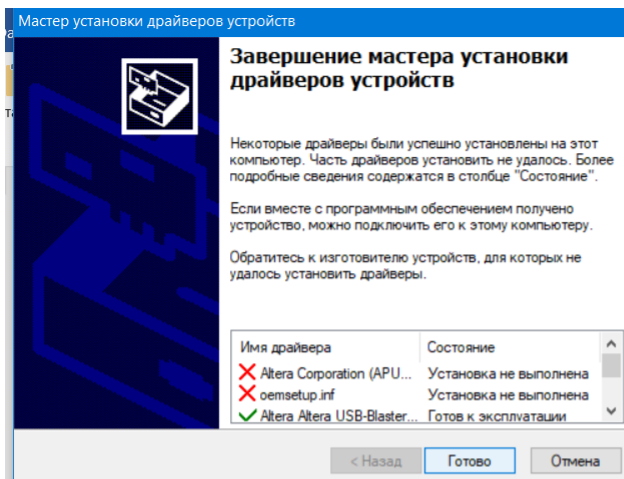 Мастер установки драйверов устройств
Завершение мастера установки
драйверов устройств
Некоторые драйверы были успешно установлены на этот
компьютер. Часть драйверов установить не удалось. Более
подробные сведения содержатся в столбце "Состояние".
Если вместе с программным обеспечением получено
устройство, можно подключить его к этому компьютеру.
Обратитесь к изготовителю устройств, для которых не
удалось установить драйверы.
Имя драйвера Состояние
Altera Corporation (APU... Установка не выполнена
oemsetup.inf Установка не выполнена
Altera Altera USB-Blaster... Готов к эксплуатации
< Назад Готово Отмена